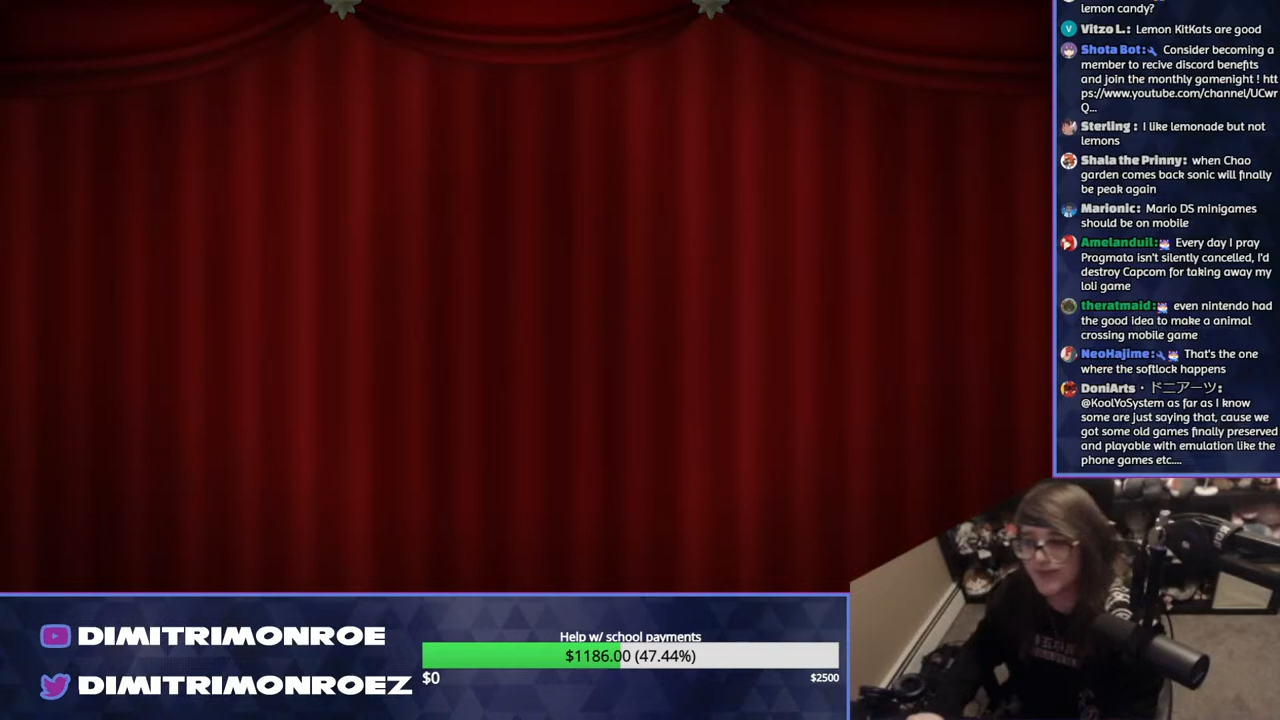 lemon candy?
Vitzo L.: Lemon KitKats are good
Shota Bot: Consider becoming a
member to recive discord benefits
and join the monthly gamenight ! htt
ps://www.youtube.com/channel/UCwr
Q...
Sterling : I like lemonade but not
lemons
Shala the Prinny: when Chao
garden comes back sonic will finally
be peak again
Marionic: Mario DS minigames
should be on mobile
Amelanduil: Every day I pray
Pragmata isn't silently cancelled, I'd
destroy Capcom for taking away my
loli game
theratmaid: even nintendo had
the good idea to make a animal
crossing mobile game
NeoHajime: That's the one
where the softlock happens
DoniArts・ドニアーツ:
@KoolYoSystem as far as I know
some are just saying that, cause we
got some old games finally preserved
and playable with emulation like the
phone games etc....
DIMITRIMONROE
DIMITRIMONROEZ
Help w/ school payments
$1186.00 (47.44%)
$0
$2500